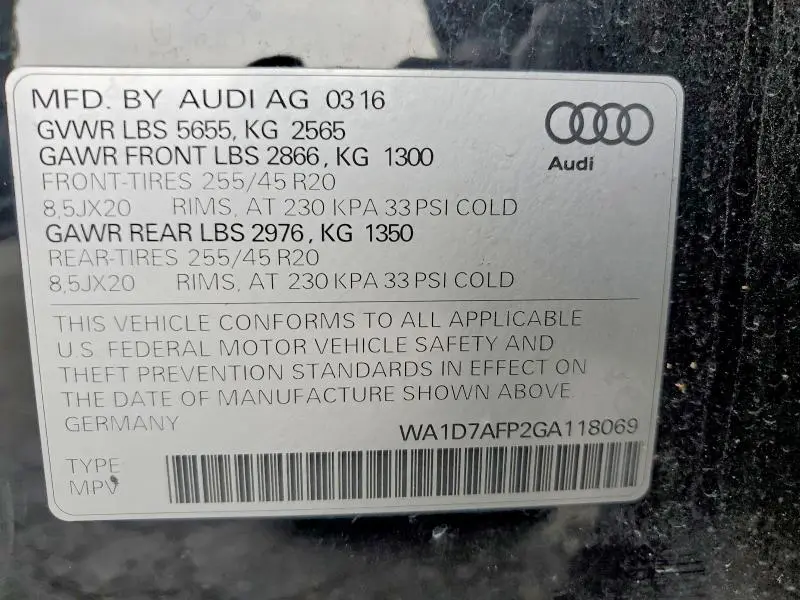 MFD. BY AUDI AG 0316
GVWR LBS 5655, KG 2565
GAWR FRONT LBS 2866, KG 1300
FRONT-TIRES 255/45 R20
8,5JX20 RIMS, AT 230 KPA 33 PSI COLD
GAWR REAR LBS 2976, KG 1350
REAR-TIRES 255/45 R20
8,5JX20 RIMS, AT 230 KPA 33 PSI COLD
Audi
THIS VEHICLE CONFORMS TO ALL APPLICABLE
U.S. FEDERAL MOTOR VEHICLE SAFETY AND
THEFT PREVENTION STANDARDS IN EFFECT ON
THE DATE OF MANUFACTURE SHOWN ABOVE.
GERMANY
WA1D7AFP2GA118069
TYPE
MPV